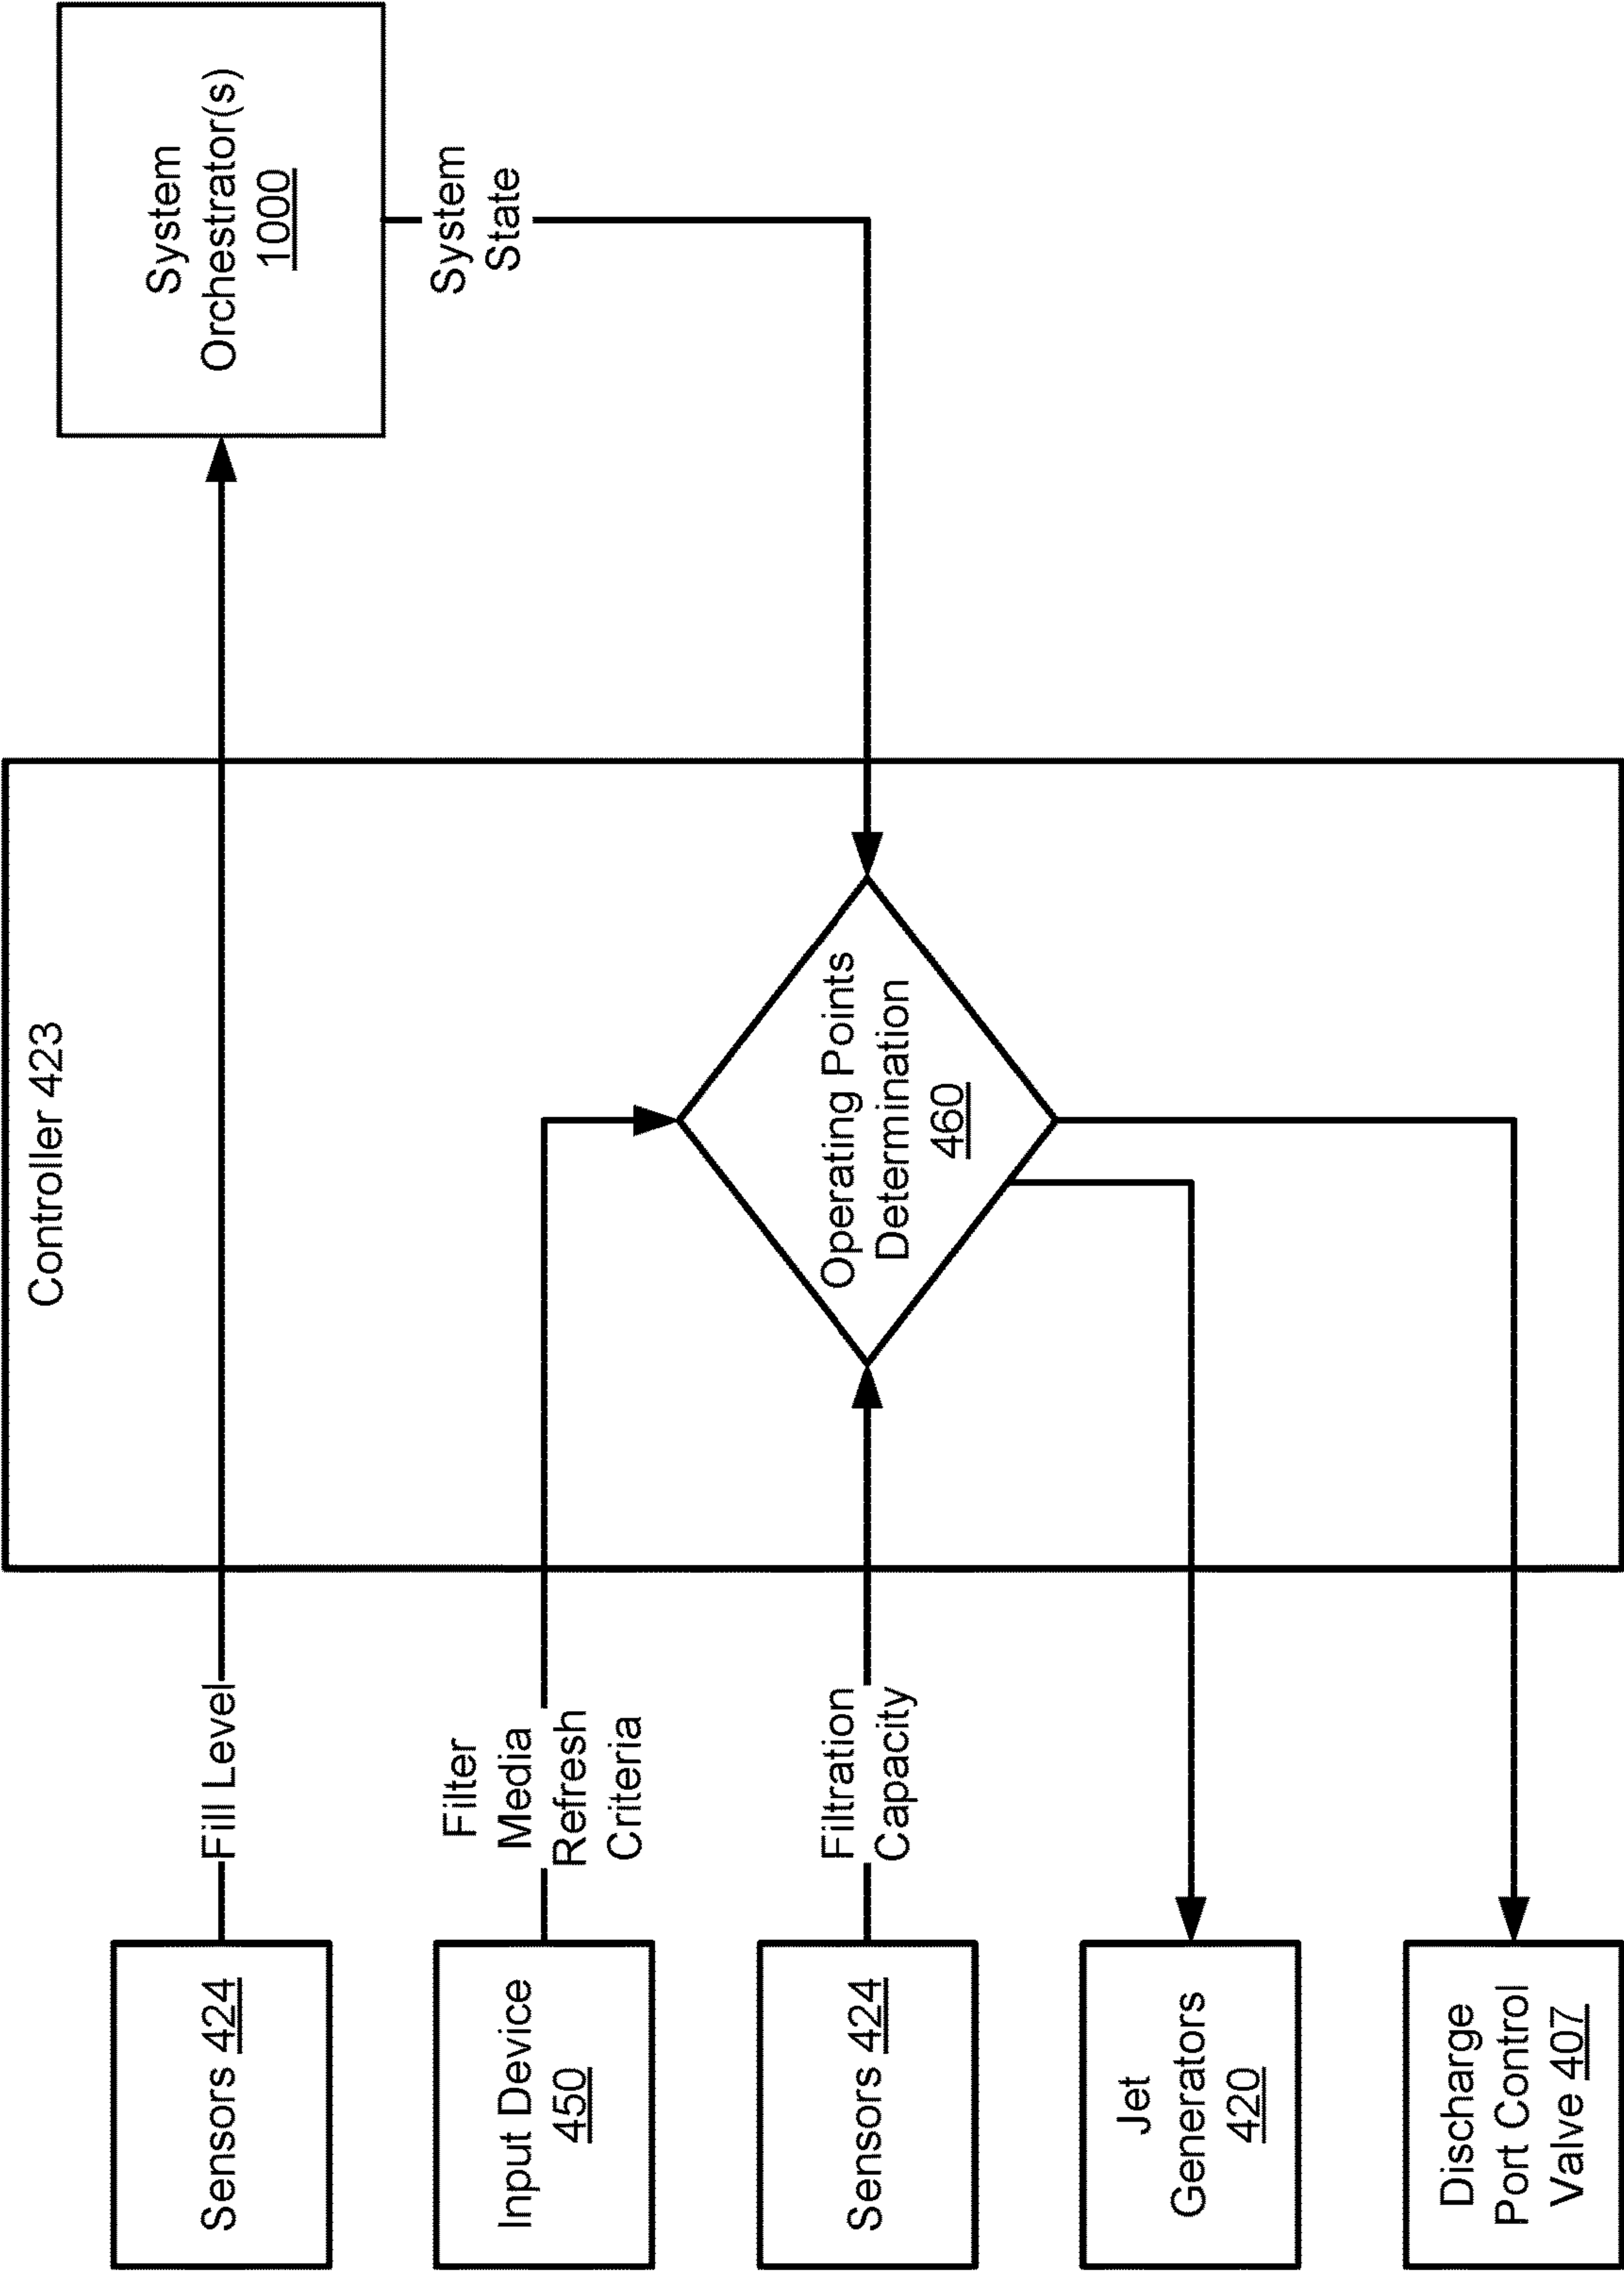 Sensors 424
Fill Level
Controller 423
System
Orchestrator(s)
1000
System
State
Input Device
450
Filter
Media
Refresh
Criteria
Sensors 424
Filtration
Capacity
Operating Points
Determination
460
Jet
Generators
420
Discharge
Port Control
Valve 407